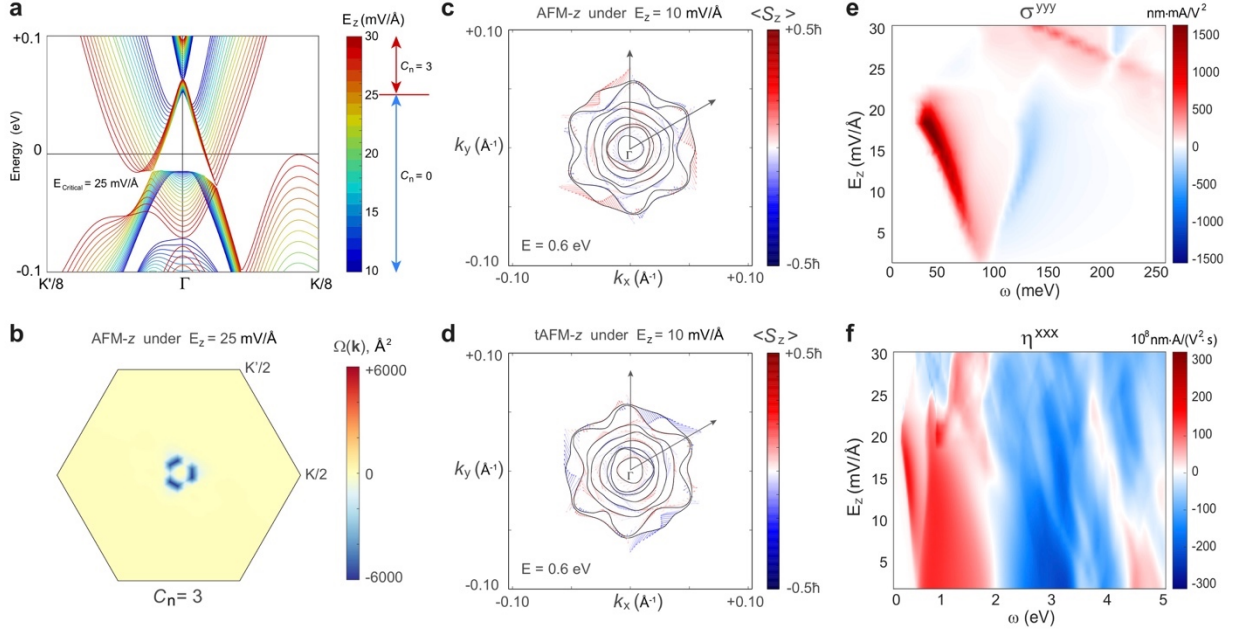 a
E_z (mV/Å)
+0.1
Energy (eV)
0
-0.1
E_Critical = 25 mV/Å
K'/8
Γ
K/8
30
25
20
15
10
C_n = 3
C_n = 0
b
AFM-z under E_z = 25 mV/Å
Ω(k), Å²
K'/2
K/2
+6000
0
-6000
C_n = 3
c
AFM-z under E_z = 10 mV/Å
<S_z>
+0.10
k_y (Å⁻¹)
Γ
E = 0.6 eV
-0.10
-0.10
k_x (Å⁻¹)
+0.10
+0.5ħ
-0.5ħ
d
tAFM-z under E_z = 10 mV/Å
<S_z>
+0.10
k_y (Å⁻¹)
Γ
E = 0.6 eV
-0.10
-0.10
k_x (Å⁻¹)
+0.10
+0.5ħ
-0.5ħ
e
σ^yyy
nm·mA/V²
E_z (mV/Å)
30
25
20
15
10
5
0
50
100
150
200
250
ω (meV)
1500
1000
500
0
-500
-1000
-1500
f
η^xxx
10⁸nm·A/(V²·s)
E_z (mV/Å)
30
25
20
15
10
5
0
1
2
3
4
5
ω (eV)
300
200
100
0
-100
-200
-300